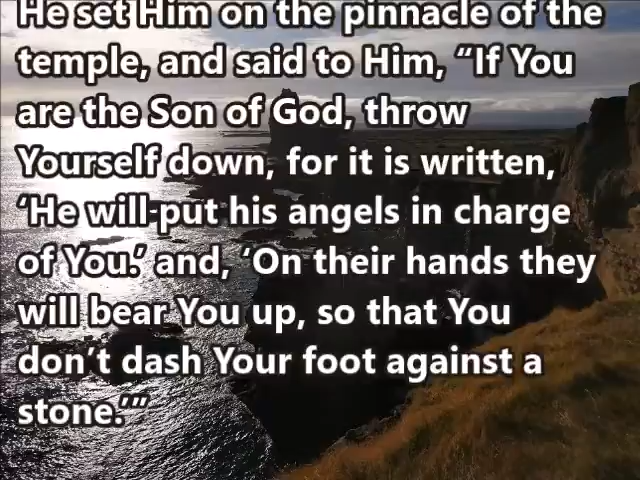 He set Him on the pinnacle of the
temple, and said to Him, “If You
are the Son of God, throw
Yourself down, for it is written,
‘He will put his angels in charge
of You.’ and, ‘On their hands they
will bear You up, so that You
don’t dash Your foot against a
stone.’”